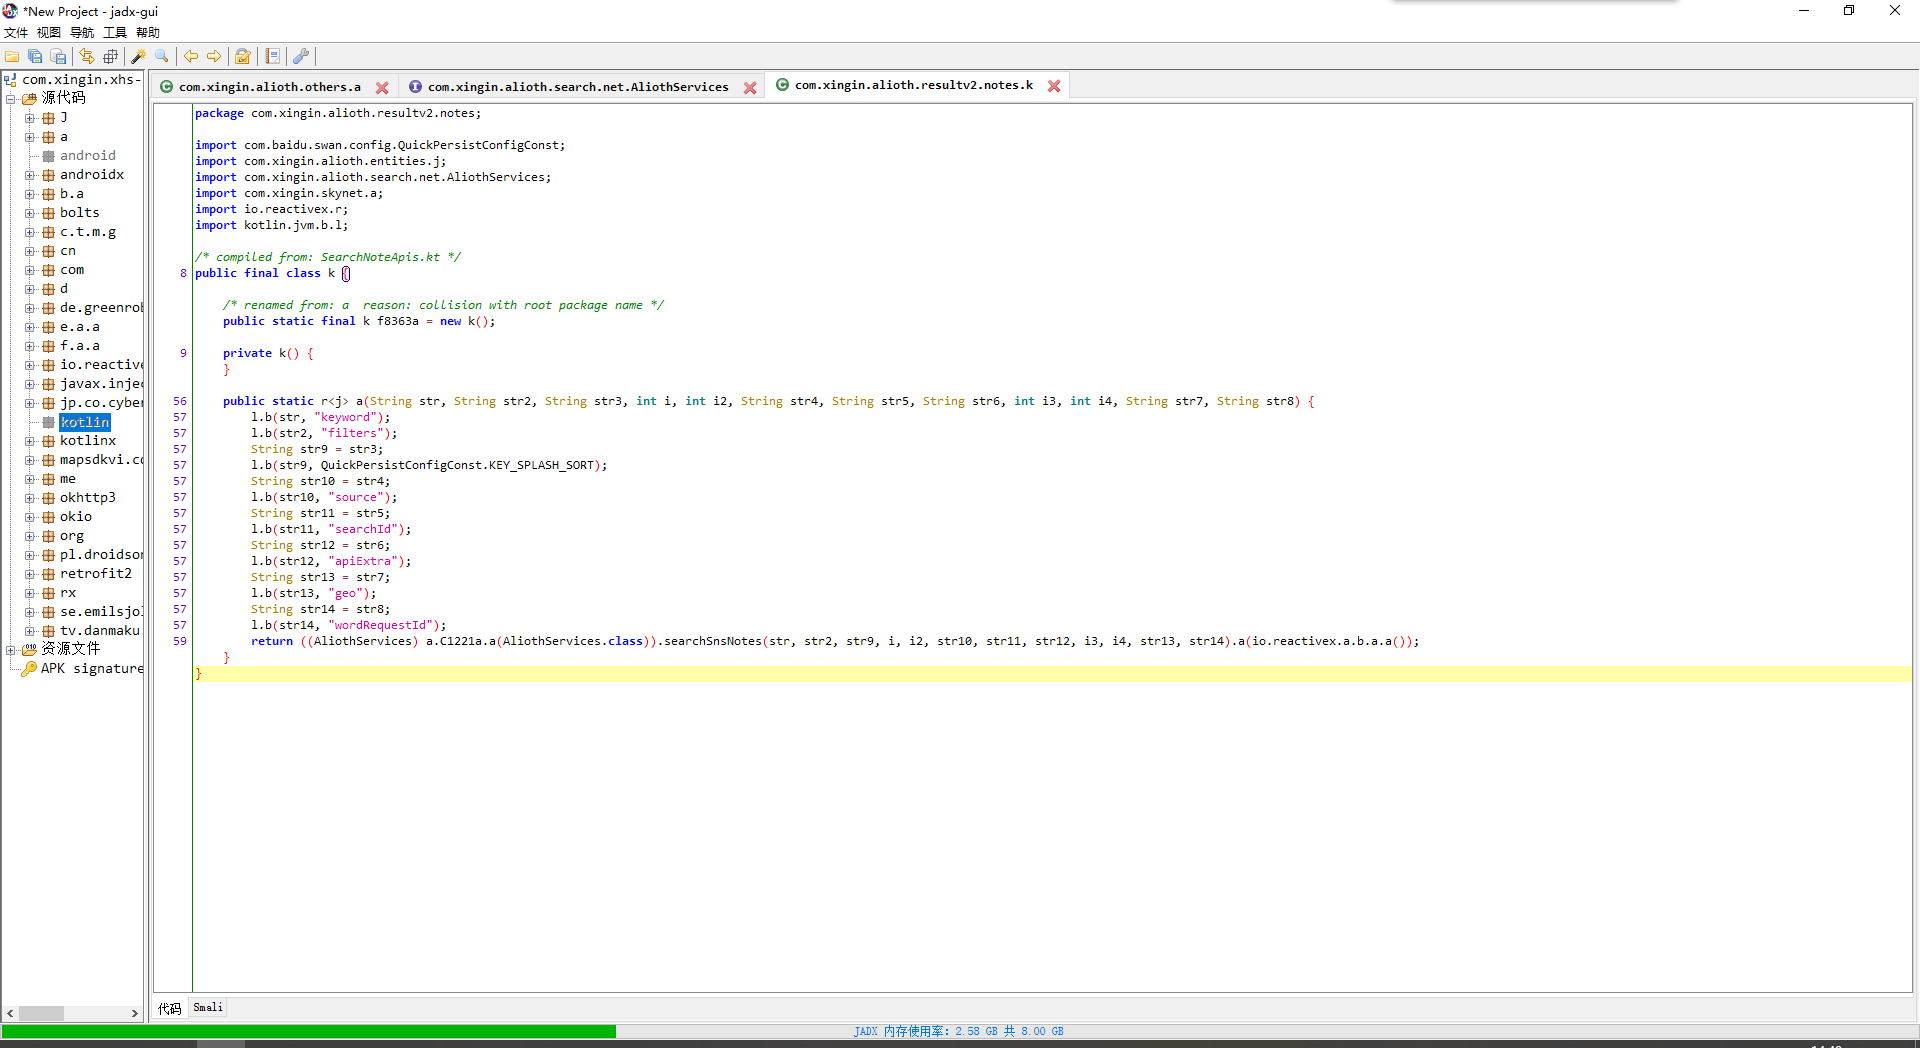 *New Project - jadx-gui
文件 视图 导航 工具 帮助
com.xingin.xhs-
源代码
J
a
android
androidx
b.a
bolts
c.t.m.g
cn
com
d
de.greenrob
e.a.a
f.a.a
io.reactive
javax.injec
jp.co.cyber
kotlin
kotlinx
mapsdkvi.co
me
okhttp3
okio
org
pl.droidson
retrofit2
rx
se.emilsjol
tv.danmaku.
资源文件
APK signature
com.xingin.alioth.others.a
com.xingin.alioth.search.net.AliothServices
com.xingin.alioth.resultv2.notes.k
package com.xingin.alioth.resultv2.notes;
import com.baidu.swan.config.QuickPersistConfigConst;
import com.xingin.alioth.entities.j;
import com.xingin.alioth.search.net.AliothServices;
import com.xingin.skynet.a;
import io.reactivex.r;
import kotlin.jvm.b.l;
/* compiled from: SearchNoteApis.kt */
8 public final class k {
/* renamed from: a  reason: collision with root package name */
public static final k f8363a = new k();
9 private k() {
}
56 public static r<j> a(String str, String str2, String str3, int i, int i2, String str4, String str5, String str6, int i3, int i4, String str7, String str8) {
57 l.b(str, "keyword");
57 l.b(str2, "filters");
57 String str9 = str3;
57 l.b(str9, QuickPersistConfigConst.KEY_SPLASH_SORT);
57 String str10 = str4;
57 l.b(str10, "source");
57 String str11 = str5;
57 l.b(str11, "searchId");
57 String str12 = str6;
57 l.b(str12, "apiExtra");
57 String str13 = str7;
57 l.b(str13, "geo");
57 String str14 = str8;
57 l.b(str14, "wordRequestId");
59 return ((AliothServices) a.C1221a.a(AliothServices.class)).searchSnsNotes(str, str2, str9, i, i2, str10, str11, str12, i3, i4, str13, str14).a(io.reactivex.a.b.a.a());
}
}
代码 Smali
JADX 内存使用率: 2.58 GB 共 8.00 GB